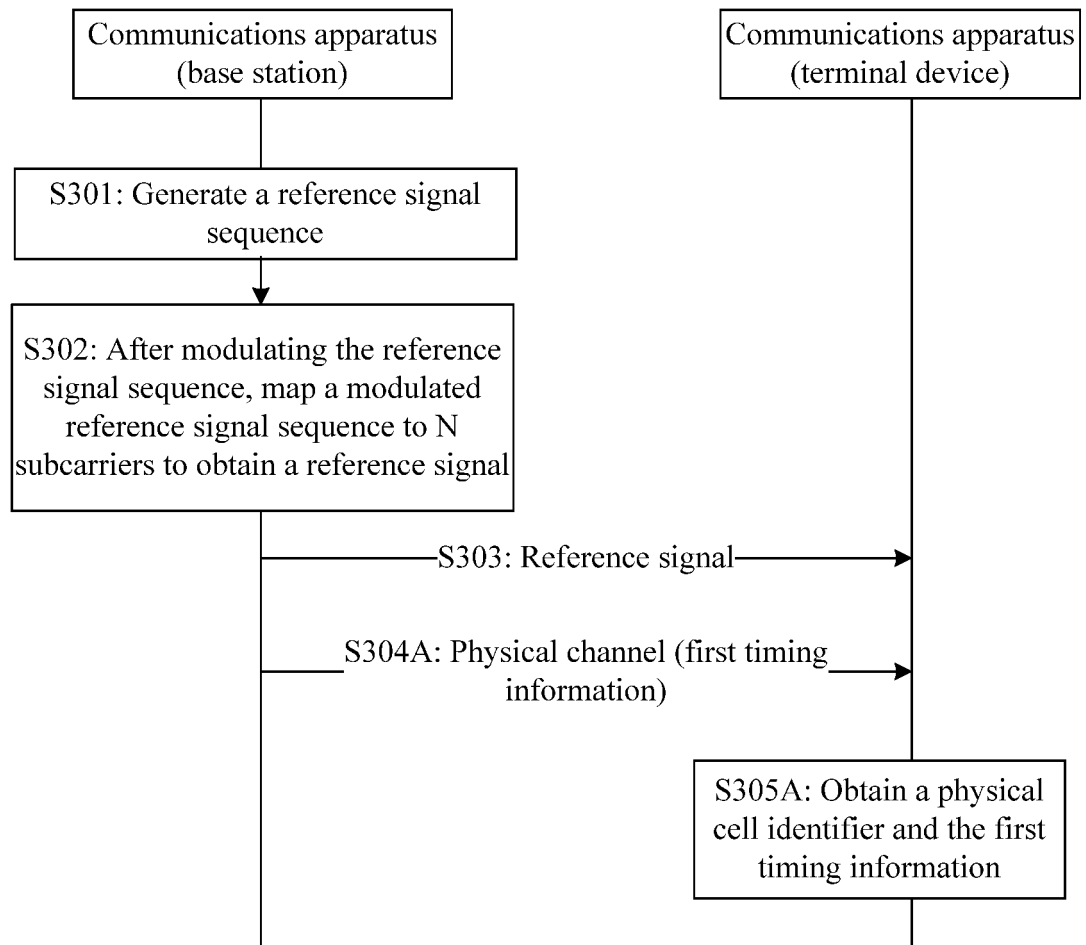 Communications apparatus
(base station)
Communications apparatus
(terminal device)
S301: Generate a reference signal
sequence
S302: After modulating the reference
signal sequence, map a modulated
reference signal sequence to N
subcarriers to obtain a reference signal
S303: Reference signal
S304A: Physical channel (first timing
information)
S305A: Obtain a physical
cell identifier and the first
timing information